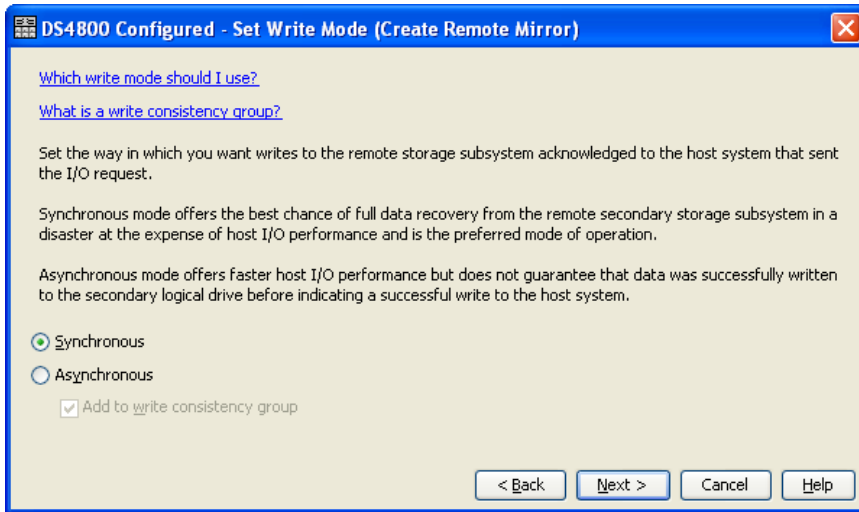 DS4800 Configured - Set Write Mode (Create Remote Mirror)
Which write mode should I use?
What is a write consistency group?
Set the way in which you want writes to the remote storage subsystem acknowledged to the host system that sent
the I/O request.
Synchronous mode offers the best chance of full data recovery from the remote secondary storage subsystem in a
disaster at the expense of host I/O performance and is the preferred mode of operation.
Asynchronous mode offers faster host I/O performance but does not guarantee that data was successfully written
to the secondary logical drive before indicating a successful write to the host system.
Synchronous
Asynchronous
Add to write consistency group
< Back Next > Cancel Help